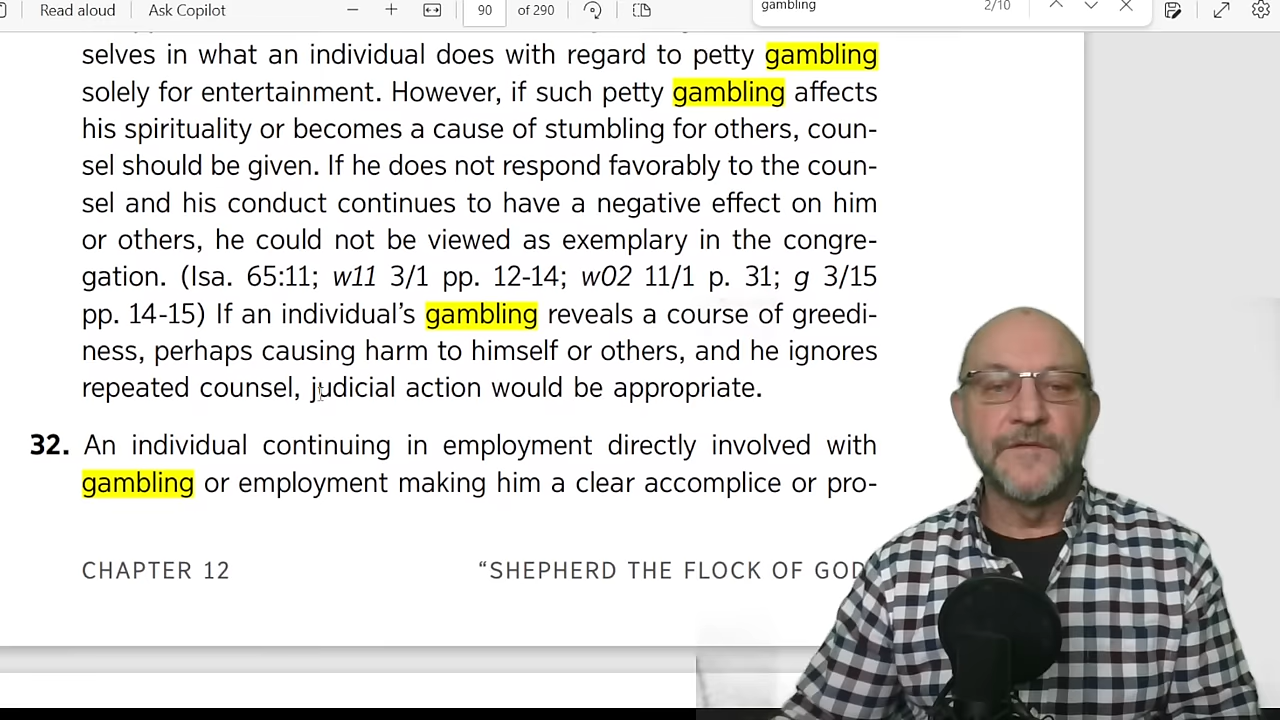 Read aloud
Ask Copilot
90
of 290
gambling
2/10
selves in what an individual does with regard to petty gambling
solely for entertainment. However, if such petty gambling affects
his spirituality or becomes a cause of stumbling for others, coun-
sel should be given. If he does not respond favorably to the coun-
sel and his conduct continues to have a negative effect on him
or others, he could not be viewed as exemplary in the congre-
gation. (Isa. 65:11; w11 3/1 pp. 12-14; w02 11/1 p. 31; g 3/15
pp. 14-15) If an individual's gambling reveals a course of greedi-
ness, perhaps causing harm to himself or others, and he ignores
repeated counsel, judicial action would be appropriate.
32. An individual continuing in employment directly involved with
gambling or employment making him a clear accomplice or pro-
CHAPTER 12
“SHEPHERD THE FLOCK OF GOD